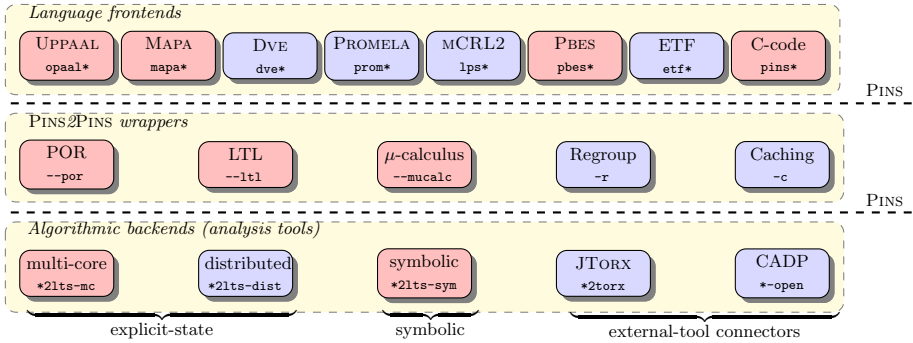 Language frontends
UPPAAL MAPA DVE PROMELA MCRL2 PBES ETF C-code
opaal* mapa* dve* prom* lps* pbes* etf* pins*
PINS
PINS2PINS wrappers
POR LTL μ-calculus Regroup Caching
--por --ltl --mucalc -r -c
PINS
Algorithmic backends (analysis tools)
multi-core distributed symbolic JTORX CADP
*2lts-mc *2lts-dist *2lts-sym *2torx *-open
explicit-state symbolic external-tool connectors